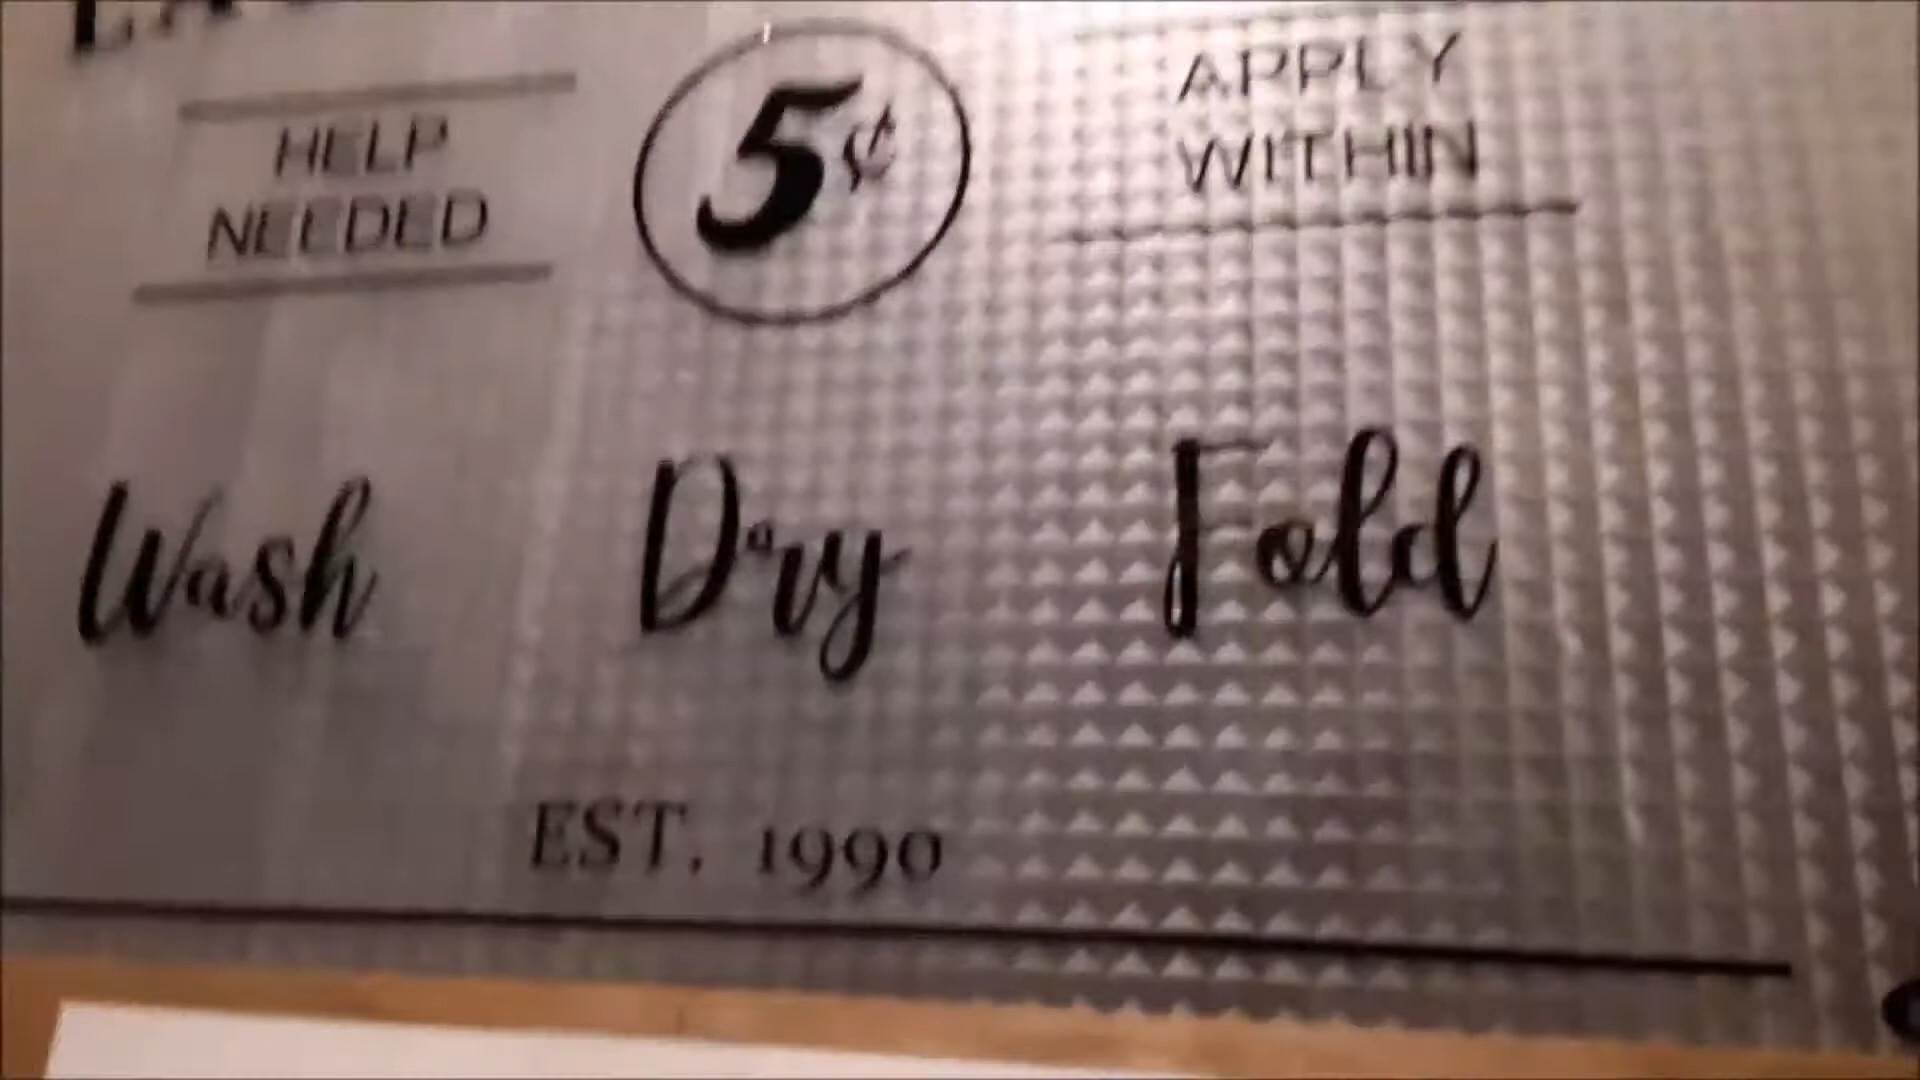 HELP
NEEDED
5¢
APPLY
WITHIN
Wash Dry Fold
EST. 1990